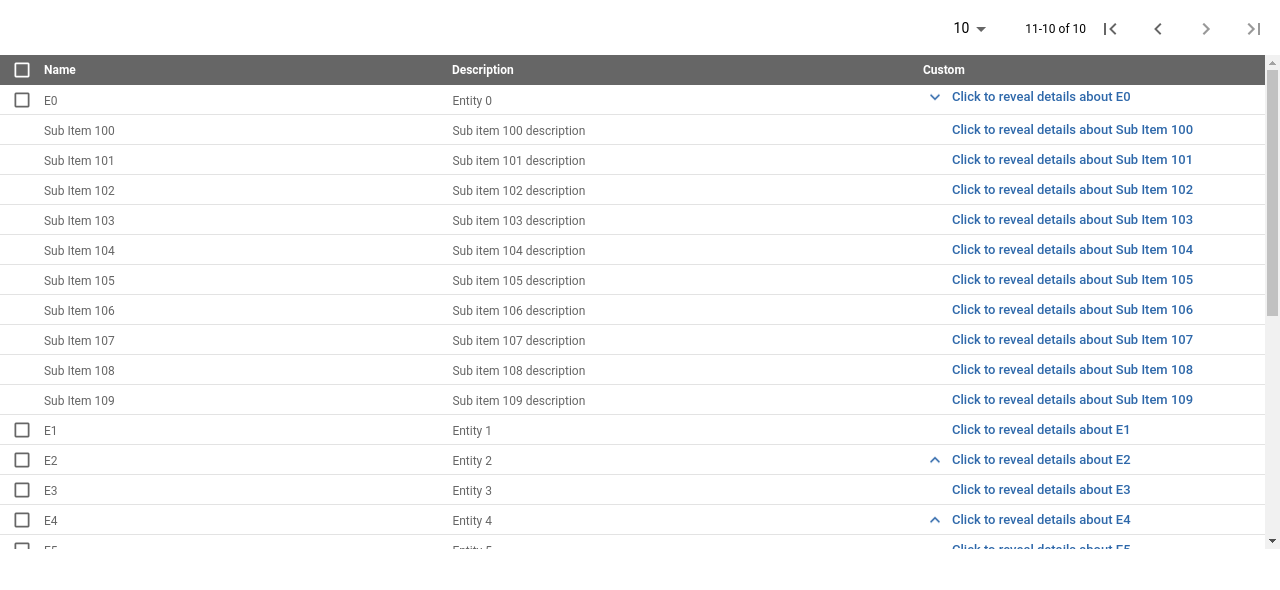 10 11-10 of 10
Name Description Custom
E0 Entity 0 Click to reveal details about E0
Sub Item 100 Sub item 100 description Click to reveal details about Sub Item 100
Sub Item 101 Sub item 101 description Click to reveal details about Sub Item 101
Sub Item 102 Sub item 102 description Click to reveal details about Sub Item 102
Sub Item 103 Sub item 103 description Click to reveal details about Sub Item 103
Sub Item 104 Sub item 104 description Click to reveal details about Sub Item 104
Sub Item 105 Sub item 105 description Click to reveal details about Sub Item 105
Sub Item 106 Sub item 106 description Click to reveal details about Sub Item 106
Sub Item 107 Sub item 107 description Click to reveal details about Sub Item 107
Sub Item 108 Sub item 108 description Click to reveal details about Sub Item 108
Sub Item 109 Sub item 109 description Click to reveal details about Sub Item 109
E1 Entity 1 Click to reveal details about E1
E2 Entity 2 Click to reveal details about E2
E3 Entity 3 Click to reveal details about E3
E4 Entity 4 Click to reveal details about E4
E5 Entity 5 Click to reveal details about E5